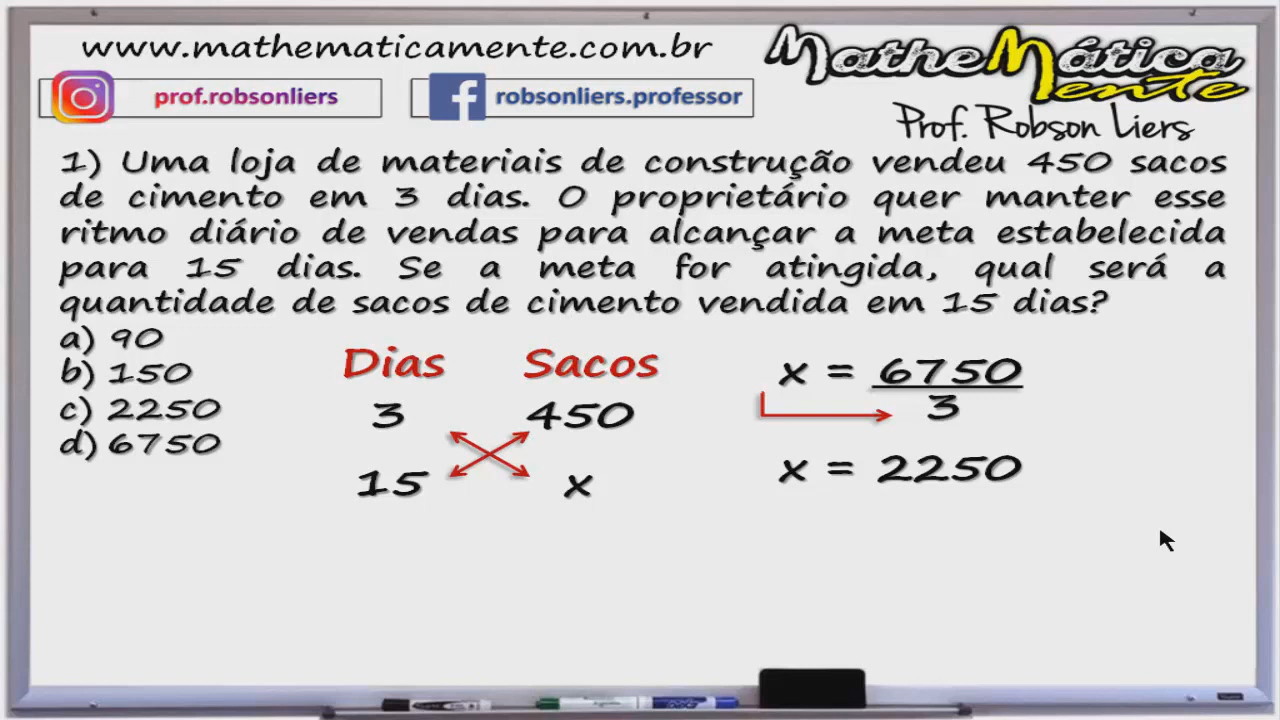 www.mathematicamente.com.br
MatheMática
mente
prof.robsonliers
robsonliers.professor
Prof. Robson Liers
1) Uma loja de materiais de construção vendeu 450 sacos
de cimento em 3 dias. O proprietário quer manter esse
ritmo diário de vendas para alcançar a meta estabelecida
para 15 dias. Se a meta for atingida, qual será a
quantidade de sacos de cimento vendida em 15 dias?
a) 90
b) 150
c) 2250
d) 6750
Dias Sacos
3 450
15 x
x = 6750
3
x = 2250